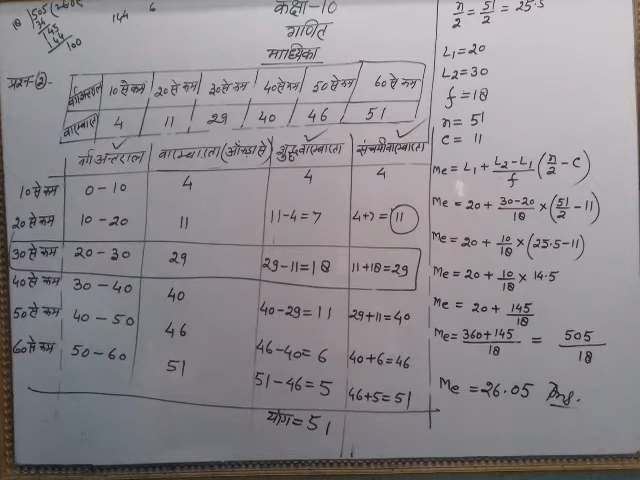 कक्षा-10
गणित
माध्यिका
प्रश्न-②.
वर्गअन्तराल 10 से कम 20 से कम 30 से कम 40 से कम 50 से कम 60 से कम
वारम्बारता 4 11 29 40 46 51
वर्ग अन्तराल वारम्बारता (आँकड़ा से) शुद्धवारम्बारता संचयीवारम्बारता
10 से कम 0-10 4 4 4
20 से कम 10-20 11 11-4=7 4+7=11
30 से कम 20-30 29 29-11=18 11+18=29
40 से कम 30-40 40 40-29=11 29+11=40
50 से कम 40-50 46 46-40=6 40+6=46
60 से कम 50-60 51 51-46=5 46+5=51
योग=51
n/2 = 51/2 = 25.5
L1=20
L2=30
f=18
n=51
c=11
Me=L1+L2-L1/f(n/2-c)
Me=20+30-20/18×(51/2-11)
Me=20+10/18×(25.5-11)
Me=20+10/18×14.5
Me=20+145/18
Me=360+145/18=505/18
Me=26.05 Ans.